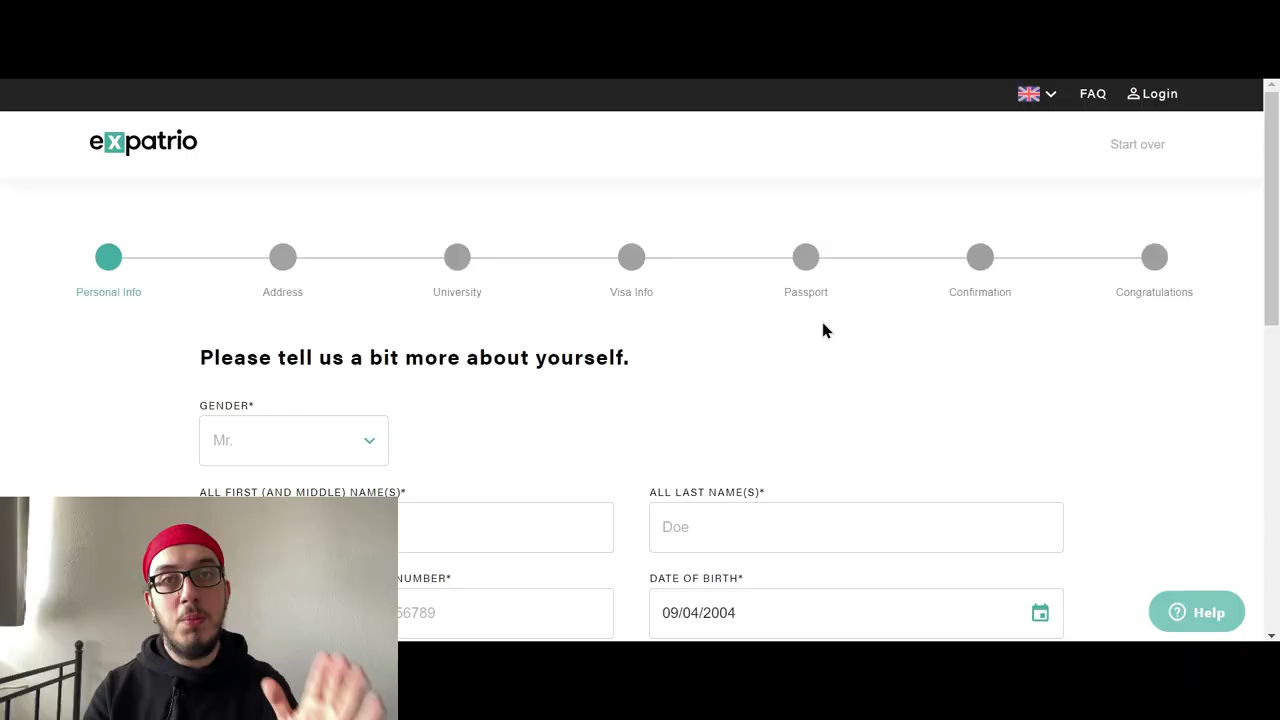 FAQ
Login
expatrio
Start over
Personal Info
Address
University
Visa Info
Passport
Confirmation
Congratulations
Please tell us a bit more about yourself.
GENDER*
Mr.
ALL FIRST (AND MIDDLE) NAME(S)*
ALL LAST NAME(S)*
Doe
NUMBER*
DATE OF BIRTH*
56789
09/04/2004
Help